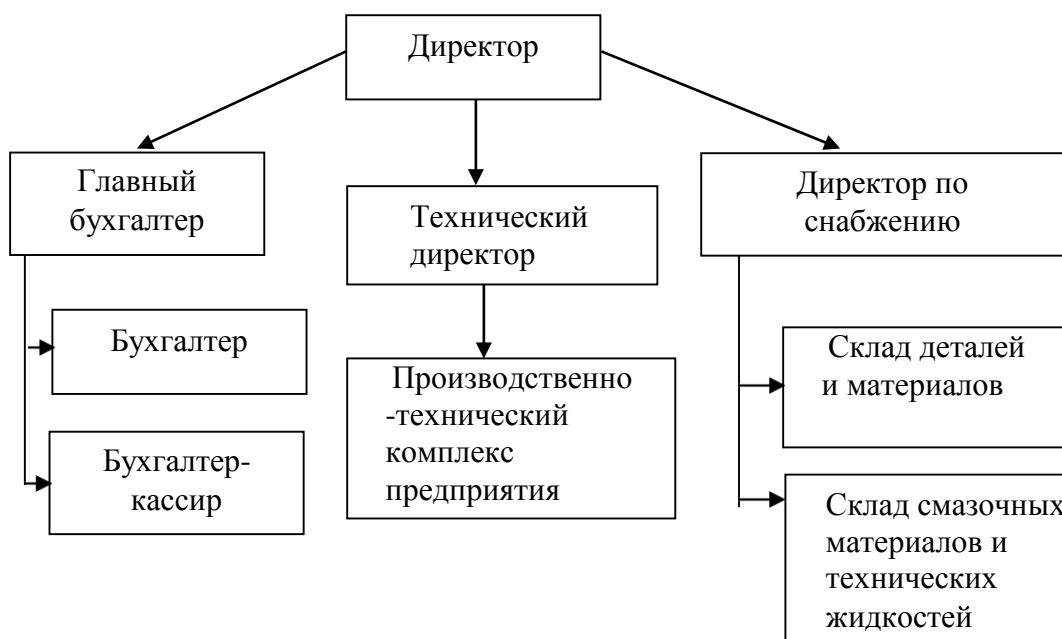 Директор
Главный
бухгалтер
Технический
директор
Директор по
снабжению
Бухгалтер
Бухгалтер-
кассир
Производственно
-технический
комплекс
предприятия
Склад деталей
и материалов
Склад смазочных
материалов и
технических
жидкостей